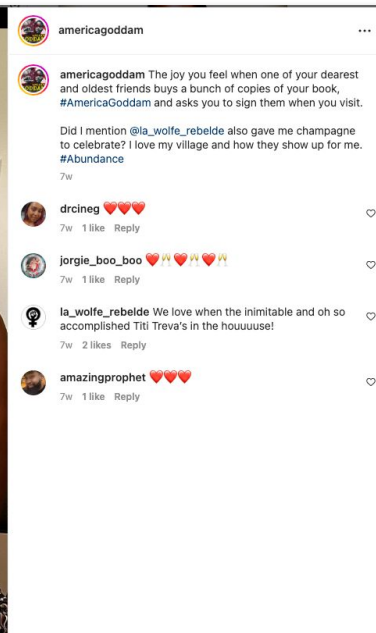 americagoddam
americagoddam The joy you feel when one of your dearest
and oldest friends buys a bunch of copies of your book,
#AmericaGoddam and asks you to sign them when you visit.
Did I mention @la_wolfe_rebelde also gave me champagne
to celebrate? I love my village and how they show up for me.
#Abundance
7w
drcineg ❤️❤️❤️
7w 1 like Reply
jorgie_boo_boo ❤️🥂❤️🥂❤️🥂
7w 1 like Reply
la_wolfe_rebelde We love when the inimitable and oh so
accomplished Titi Treva's in the houuuuse!
7w 2 likes Reply
amazingprophet ❤️❤️❤️
7w 1 like Reply